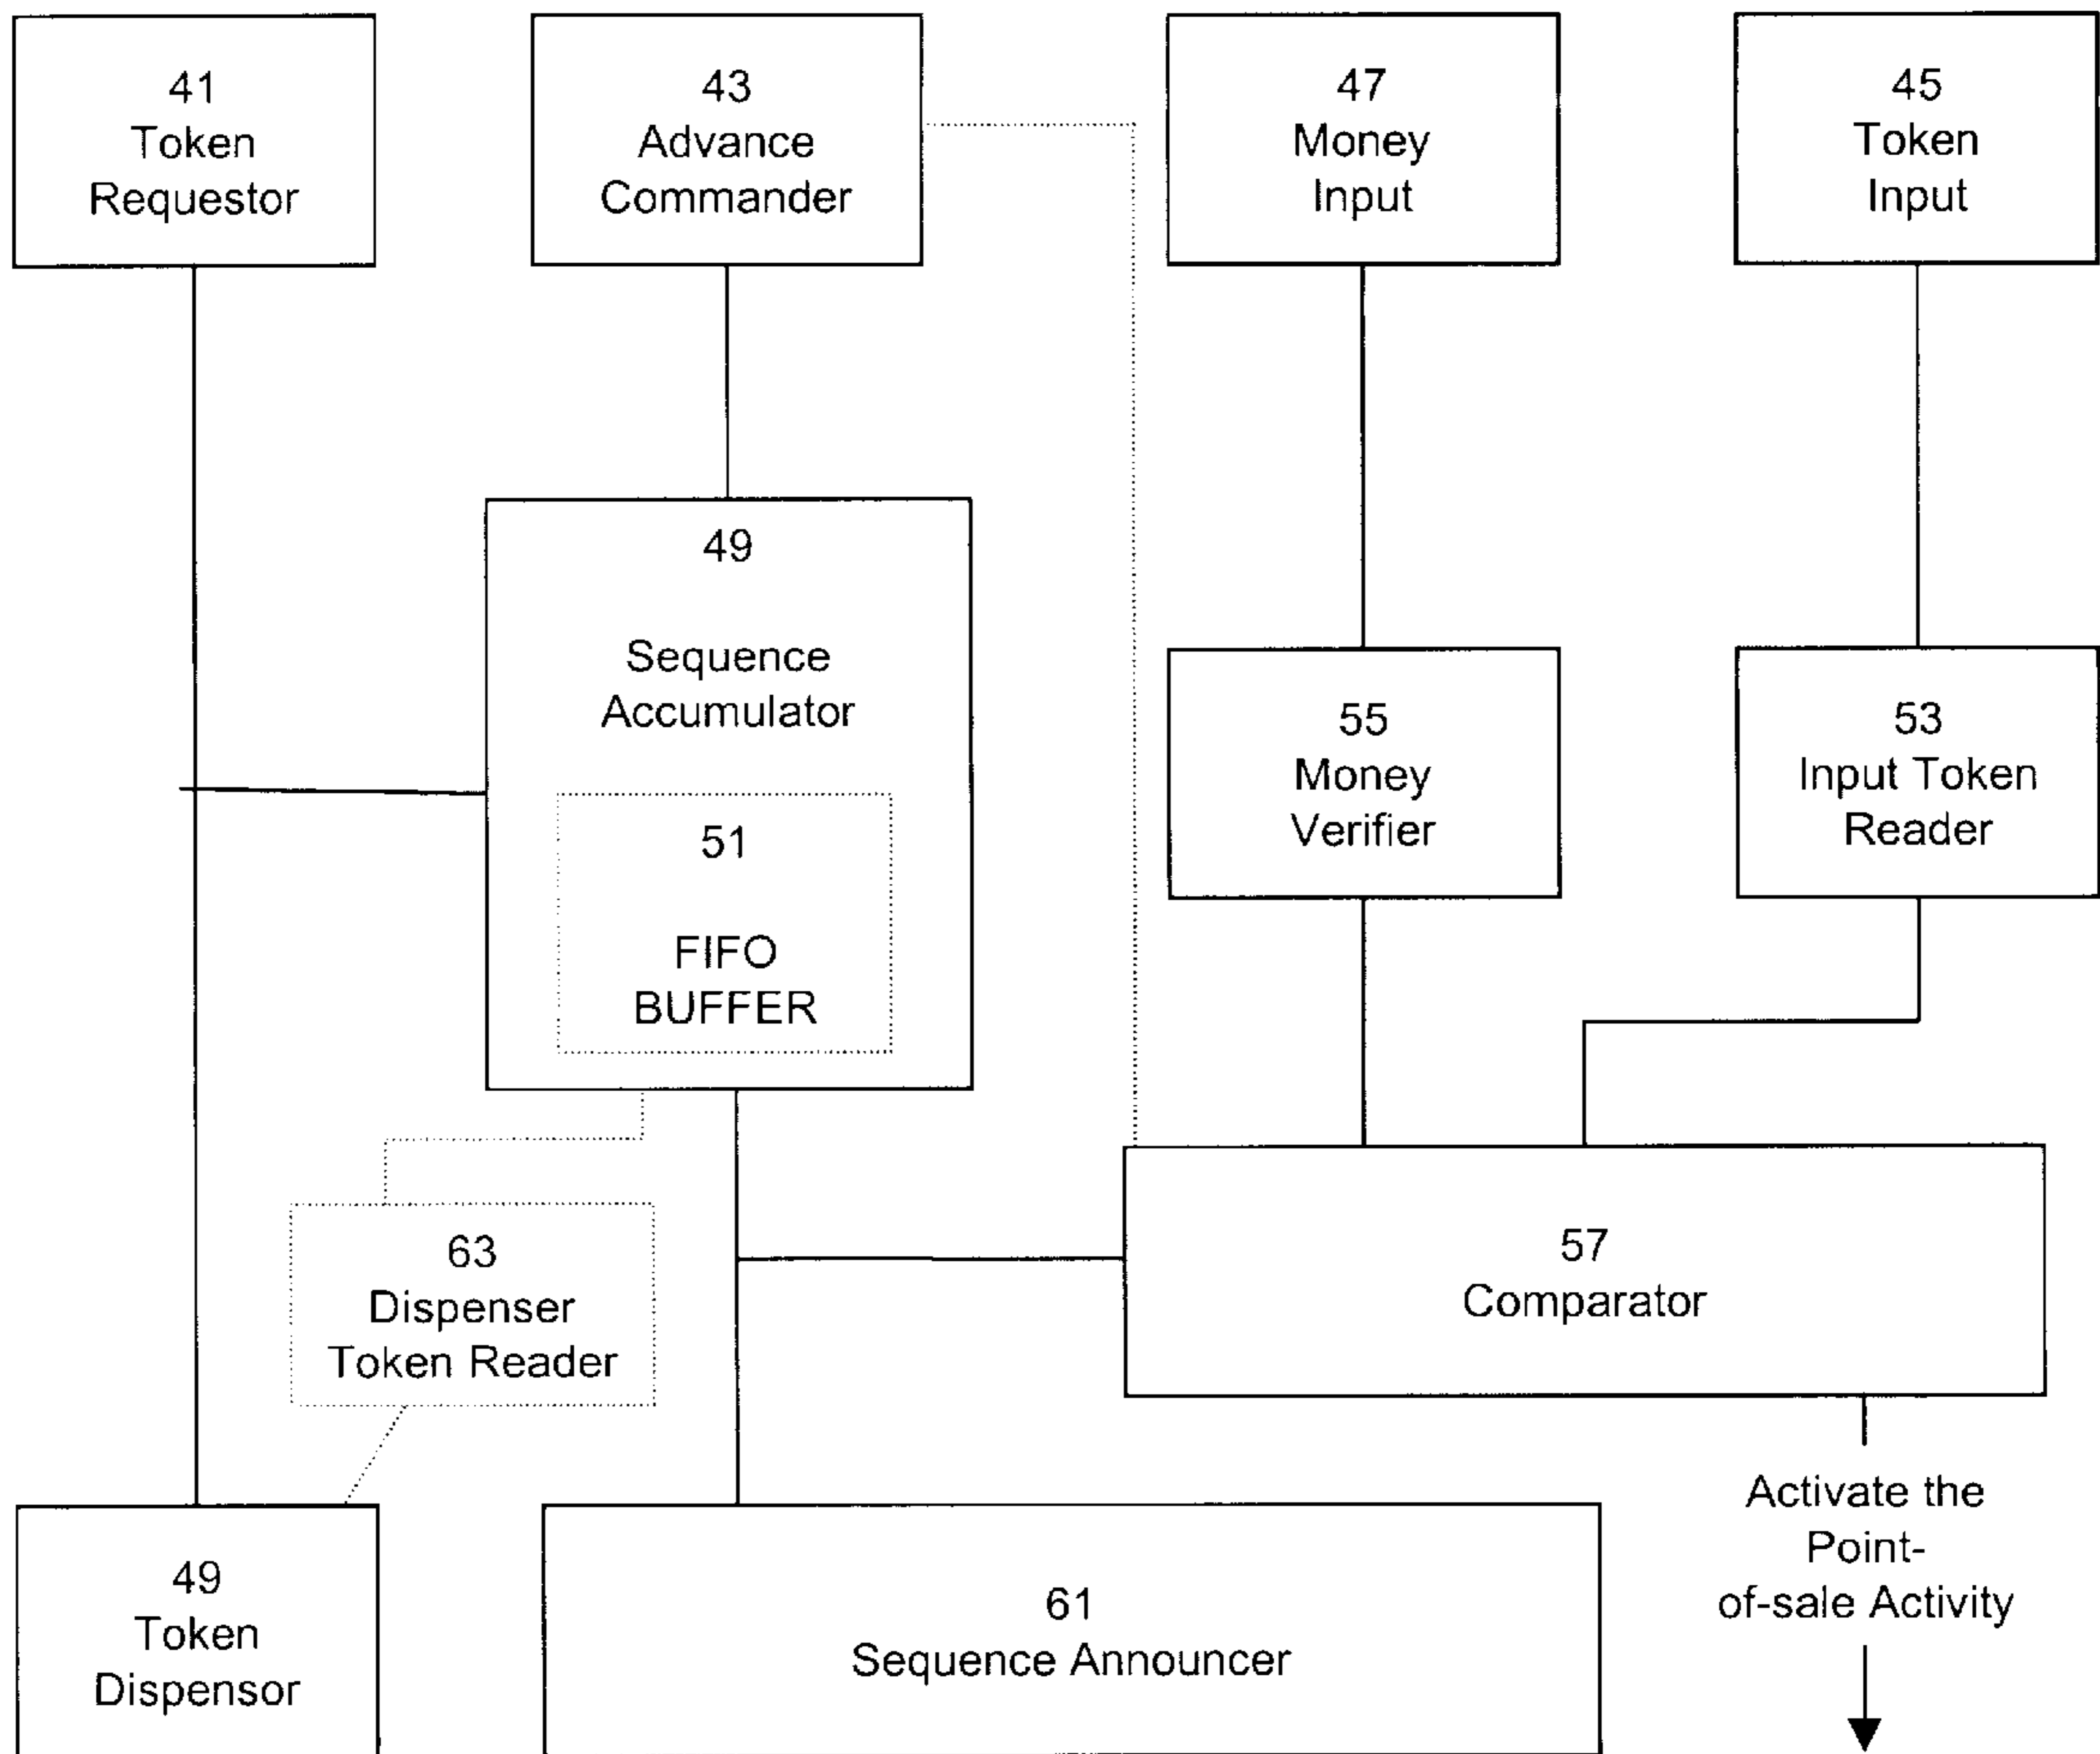 41
Token
Requestor
43
Advance
Commander
47
Money
Input
45
Token
Input
49
Sequence
Accumulator
51
FIFO
BUFFER
55
Money
Verifier
53
Input Token
Reader
63
Dispenser
Token Reader
57
Comparator
49
Token
Dispensor
61
Sequence Announcer
Activate the
Point-
of-sale Activity